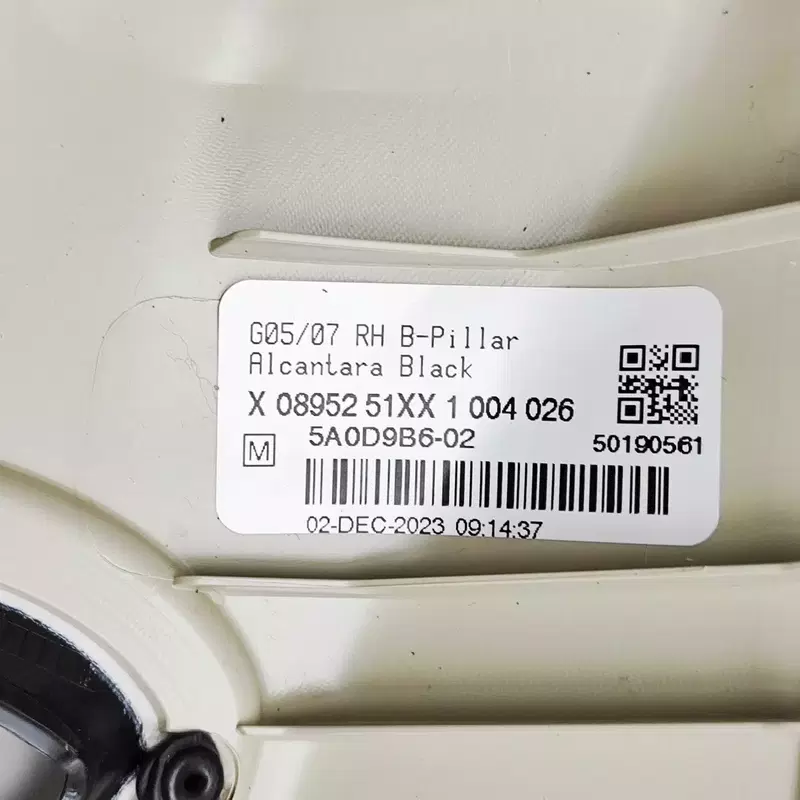 G05/07 RH B-Pillar
Alcantara Black
X 08952 51XX 1 004 026
M 5A0D9B6-02
50190561
02-DEC-2023 09:14:37